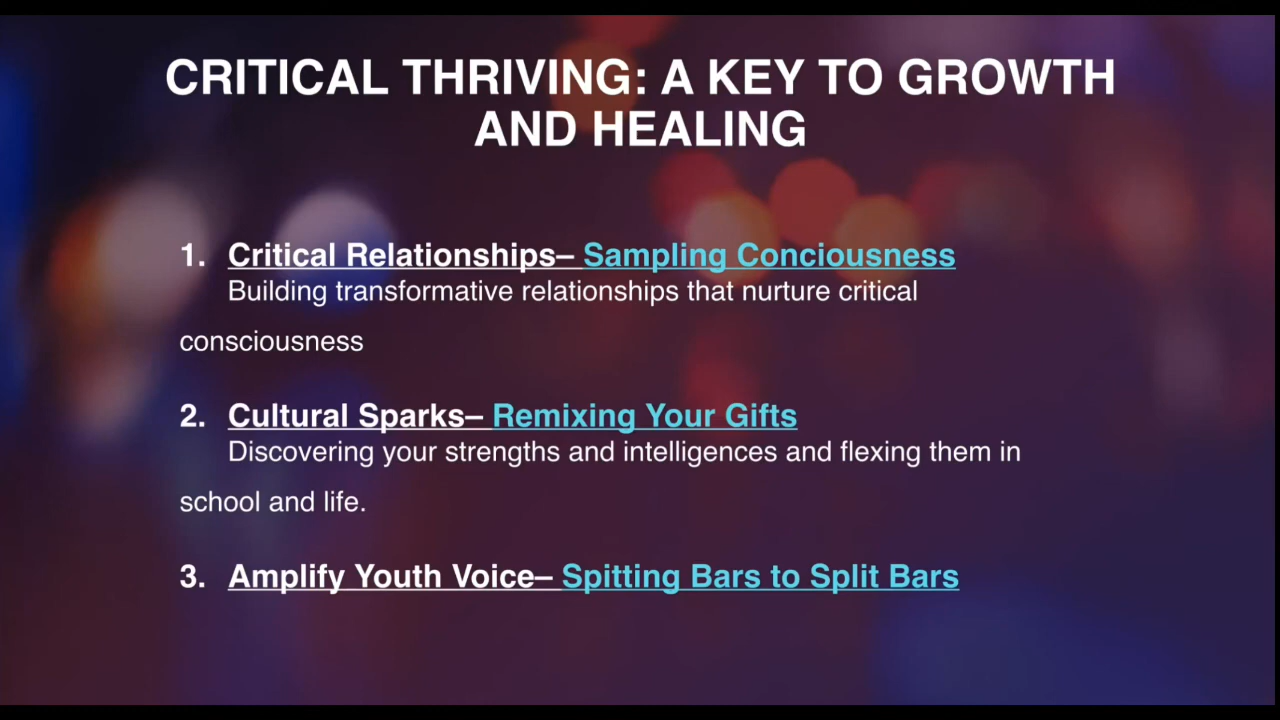 CRITICAL THRIVING: A KEY TO GROWTH
AND HEALING
1. Critical Relationships– Sampling Conciousness
Building transformative relationships that nurture critical
consciousness
2. Cultural Sparks– Remixing Your Gifts
Discovering your strengths and intelligences and flexing them in
school and life.
3. Amplify Youth Voice– Spitting Bars to Split Bars